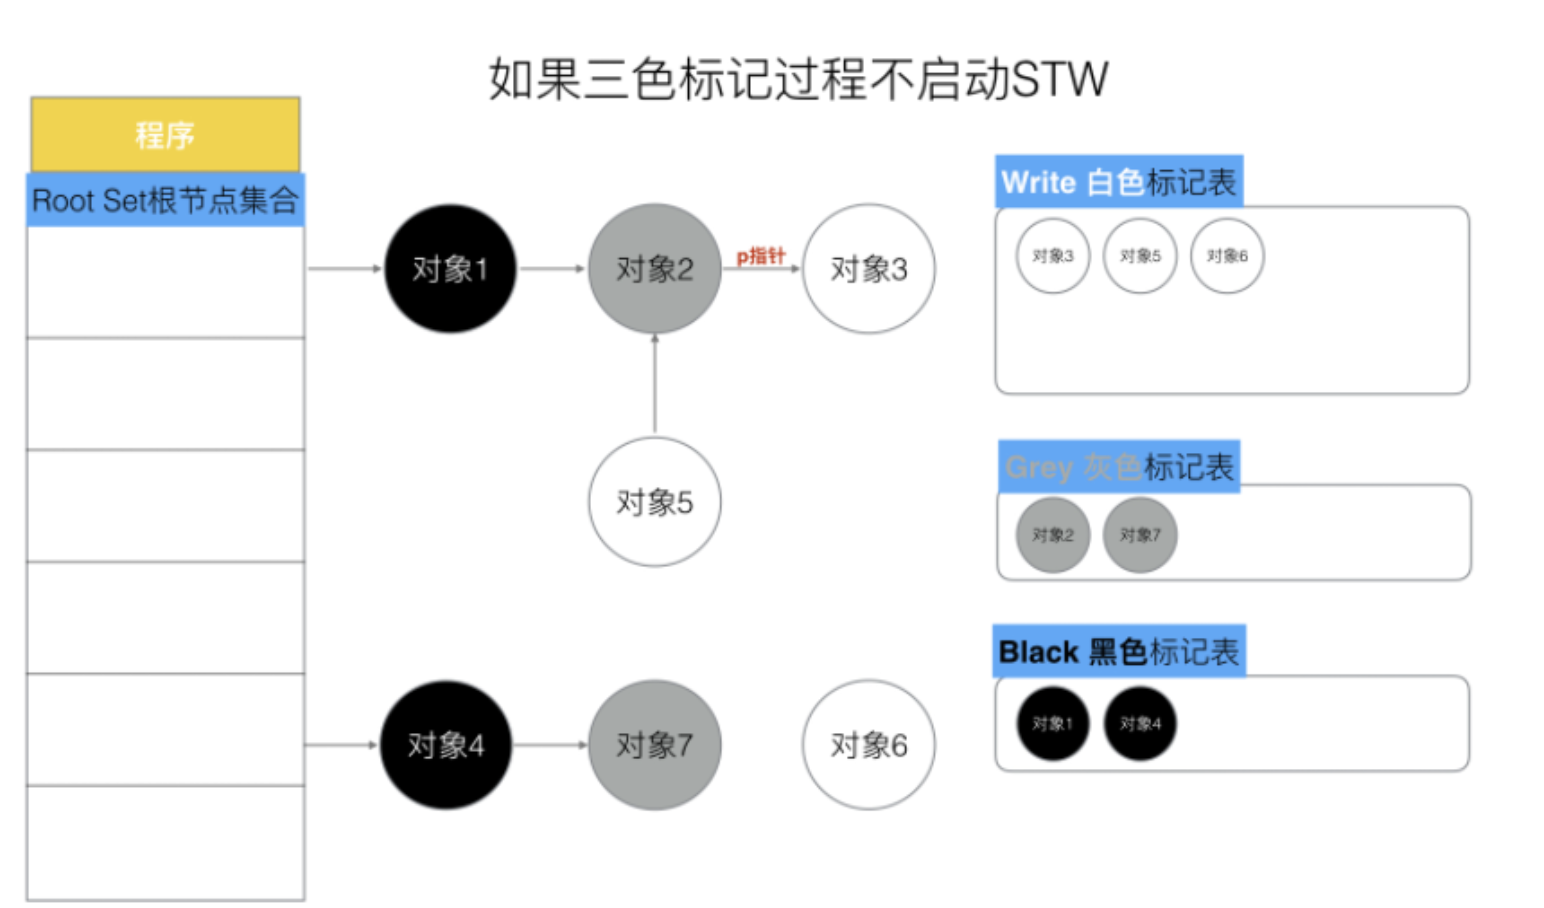 如果三色标记过程不启动STW
程序
Root Set根节点集合
对象1
对象2
p指针
对象3
对象5
对象4
对象7
对象6
Write 白色标记表
对象3 对象5 对象6
Grey 灰色标记表
对象2 对象7
Black 黑色标记表
对象1 对象4